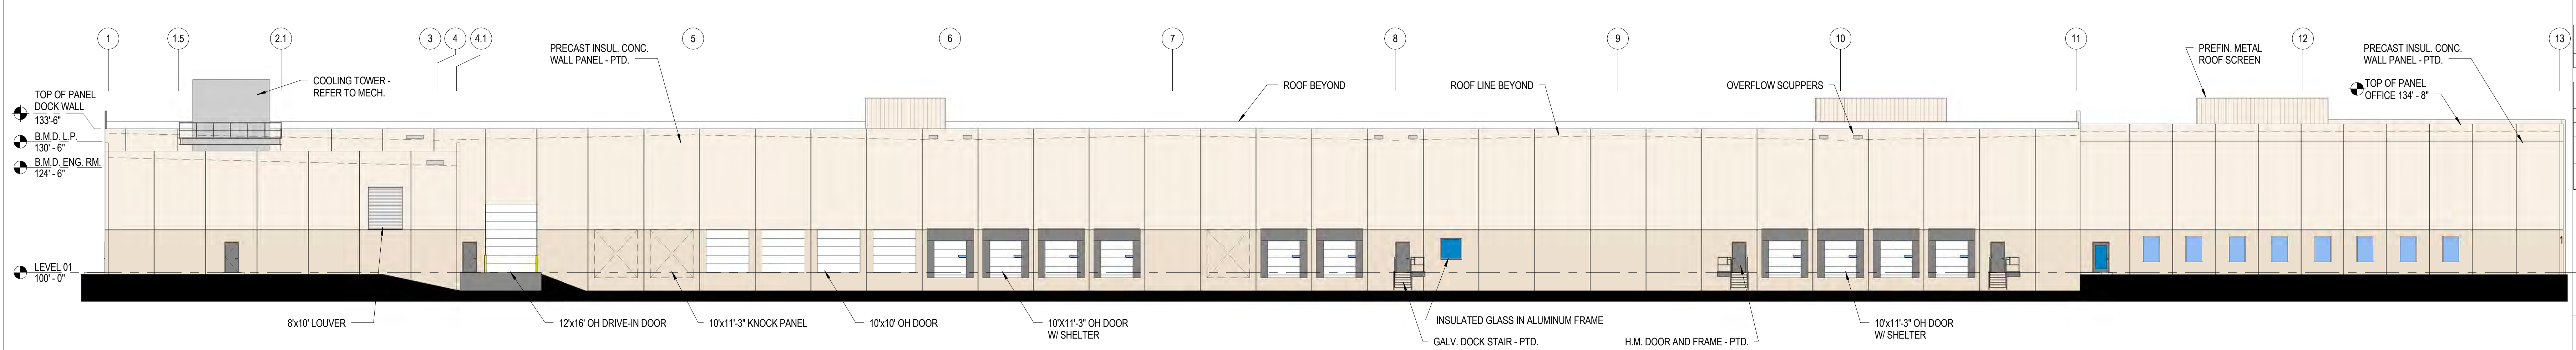 1
1.5
2.1
3
4
4.1
5
6
7
8
9
10
11
12
13
PRECAST INSUL. CONC.
WALL PANEL - PTD.
PREFIN. METAL
ROOF SCREEN
PRECAST INSUL. CONC.
WALL PANEL - PTD.
COOLING TOWER -
REFER TO MECH.
ROOF BEYOND
ROOF LINE BEYOND
OVERFLOW SCUPPERS
TOP OF PANEL
OFFICE 134' - 8"
TOP OF PANEL
DOCK WALL
133'-6"
B.M.D. L.P.
130' - 6"
B.M.D. ENG. RM.
124' - 6"
1
LEVEL 01
100' - 0"
8'x10' LOUVER
12'x16' OH DRIVE-IN DOOR
10'x11'-3" KNOCK PANEL
10'x10' OH DOOR
10'X11'-3" OH DOOR
W/ SHELTER
INSULATED GLASS IN ALUMINUM FRAME
GALV. DOCK STAIR - PTD.
H.M. DOOR AND FRAME - PTD.
10'x11'-3" OH DOOR
W/ SHELTER